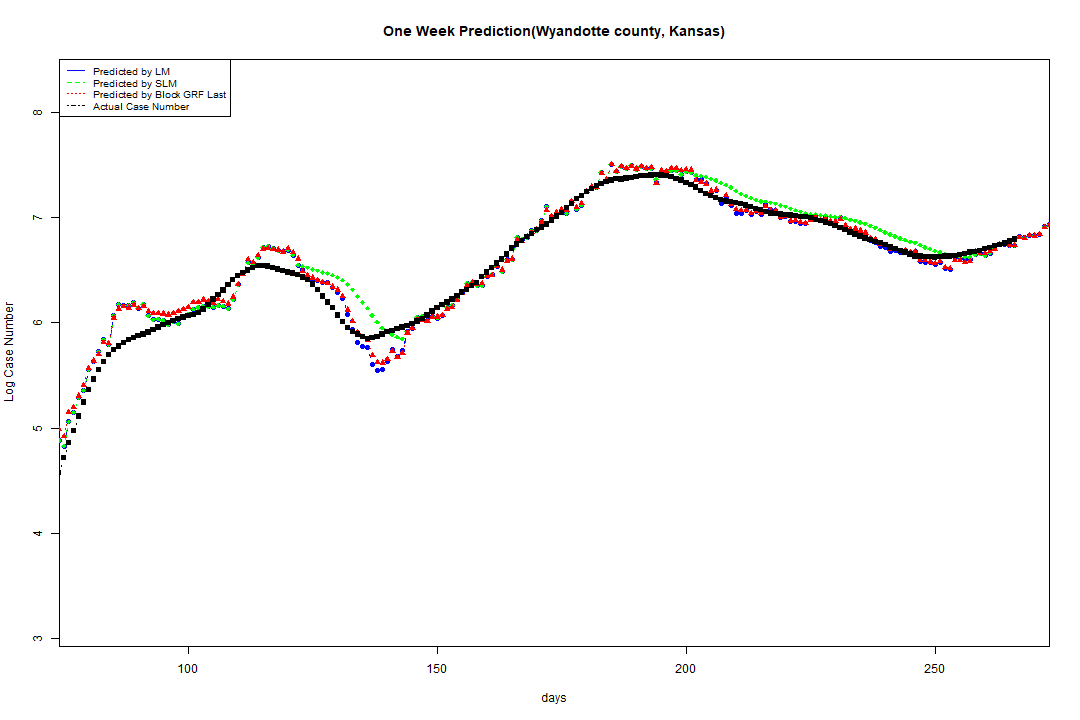 One Week Prediction(Wyandotte county, Kansas)
Predicted by LM
Predicted by SLM
Predicted by Block GRF Last
Actual Case Number
8
7
6
5
4
3
Log Case Number
100 150 200 250
days